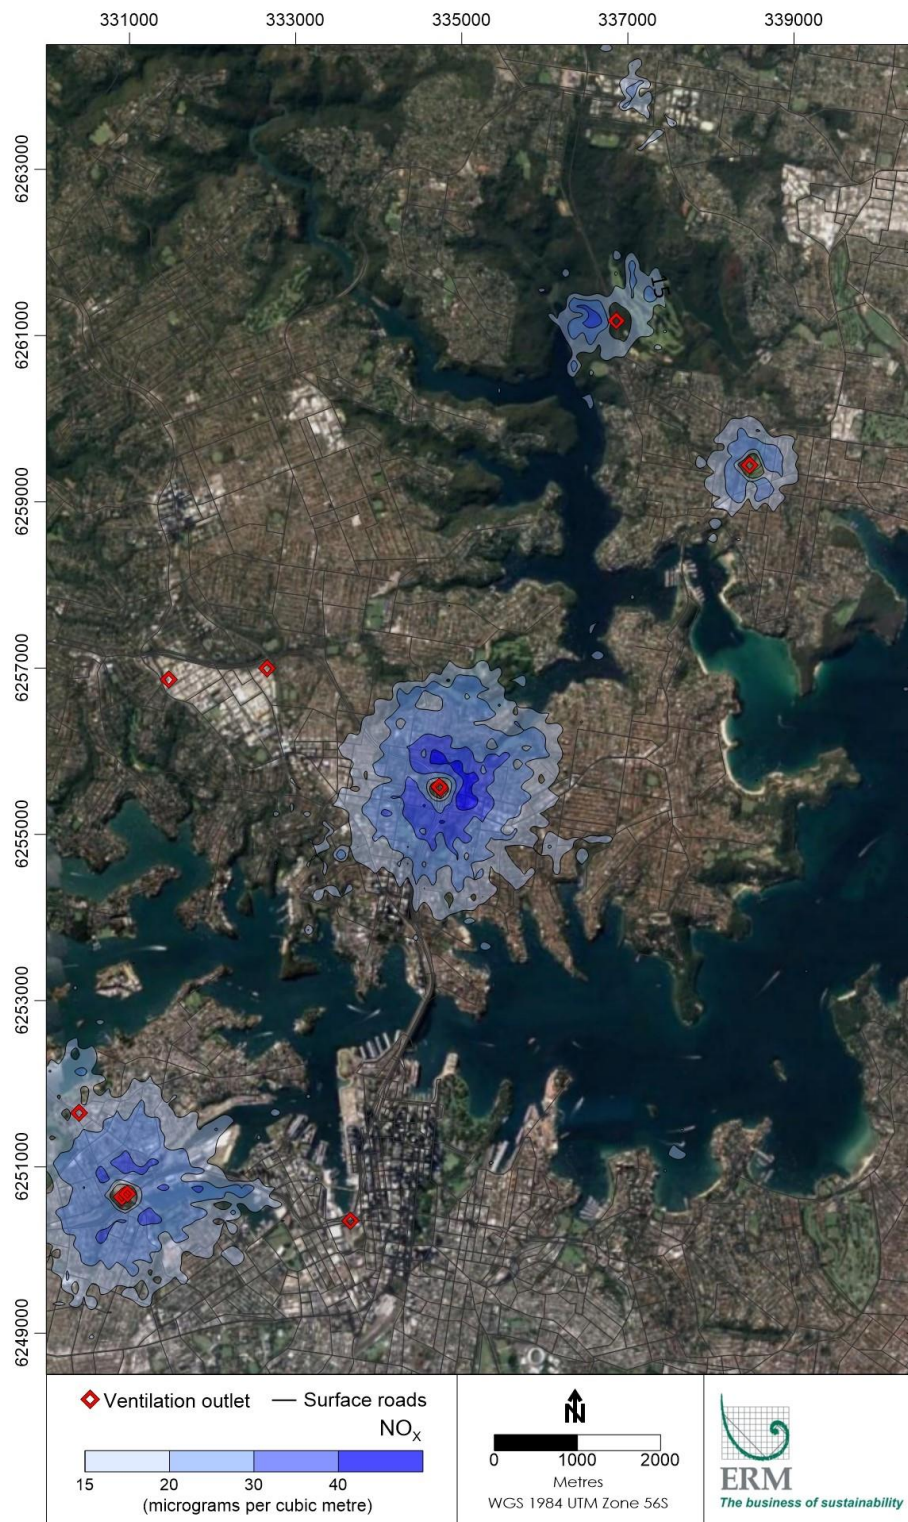 331000 333000 335000 337000 339000
6263000
6261000
6259000
6257000
6255000
6253000
6251000
6249000
15
Ventilation outlet — Surface roads
NOx
15 20 30 40
(micrograms per cubic metre)
N
0 1000 2000
Metres
WGS 1984 UTM Zone 56S
ERM
The business of sustainability